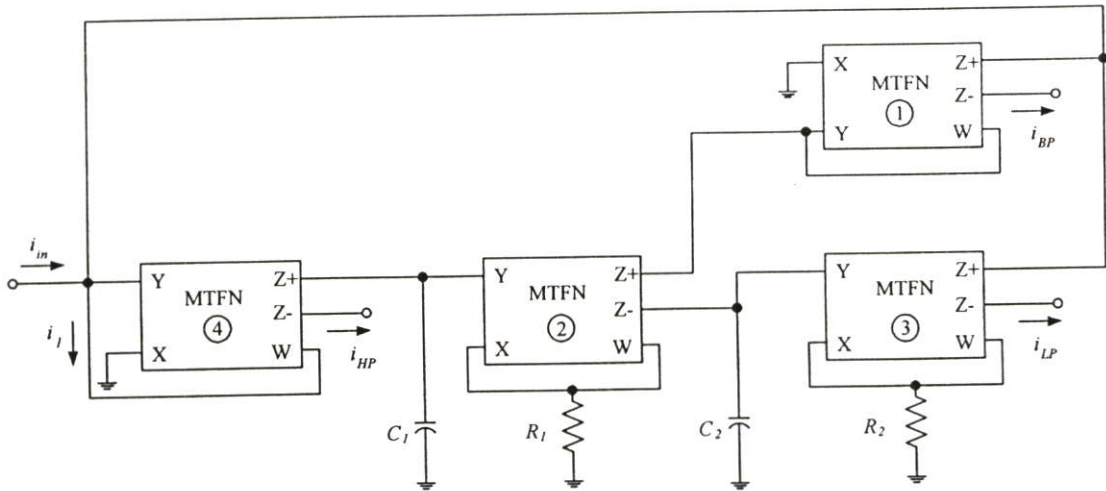 X
MTFN
①
Y
Z+
Z-
W
i_BP
i_in
i_1
Y
MTFN
④
X
Z+
Z-
W
i_HP
C_1
Y
MTFN
②
X
Z+
Z-
W
R_1
C_2
Y
MTFN
③
X
Z+
Z-
W
i_LP
R_2